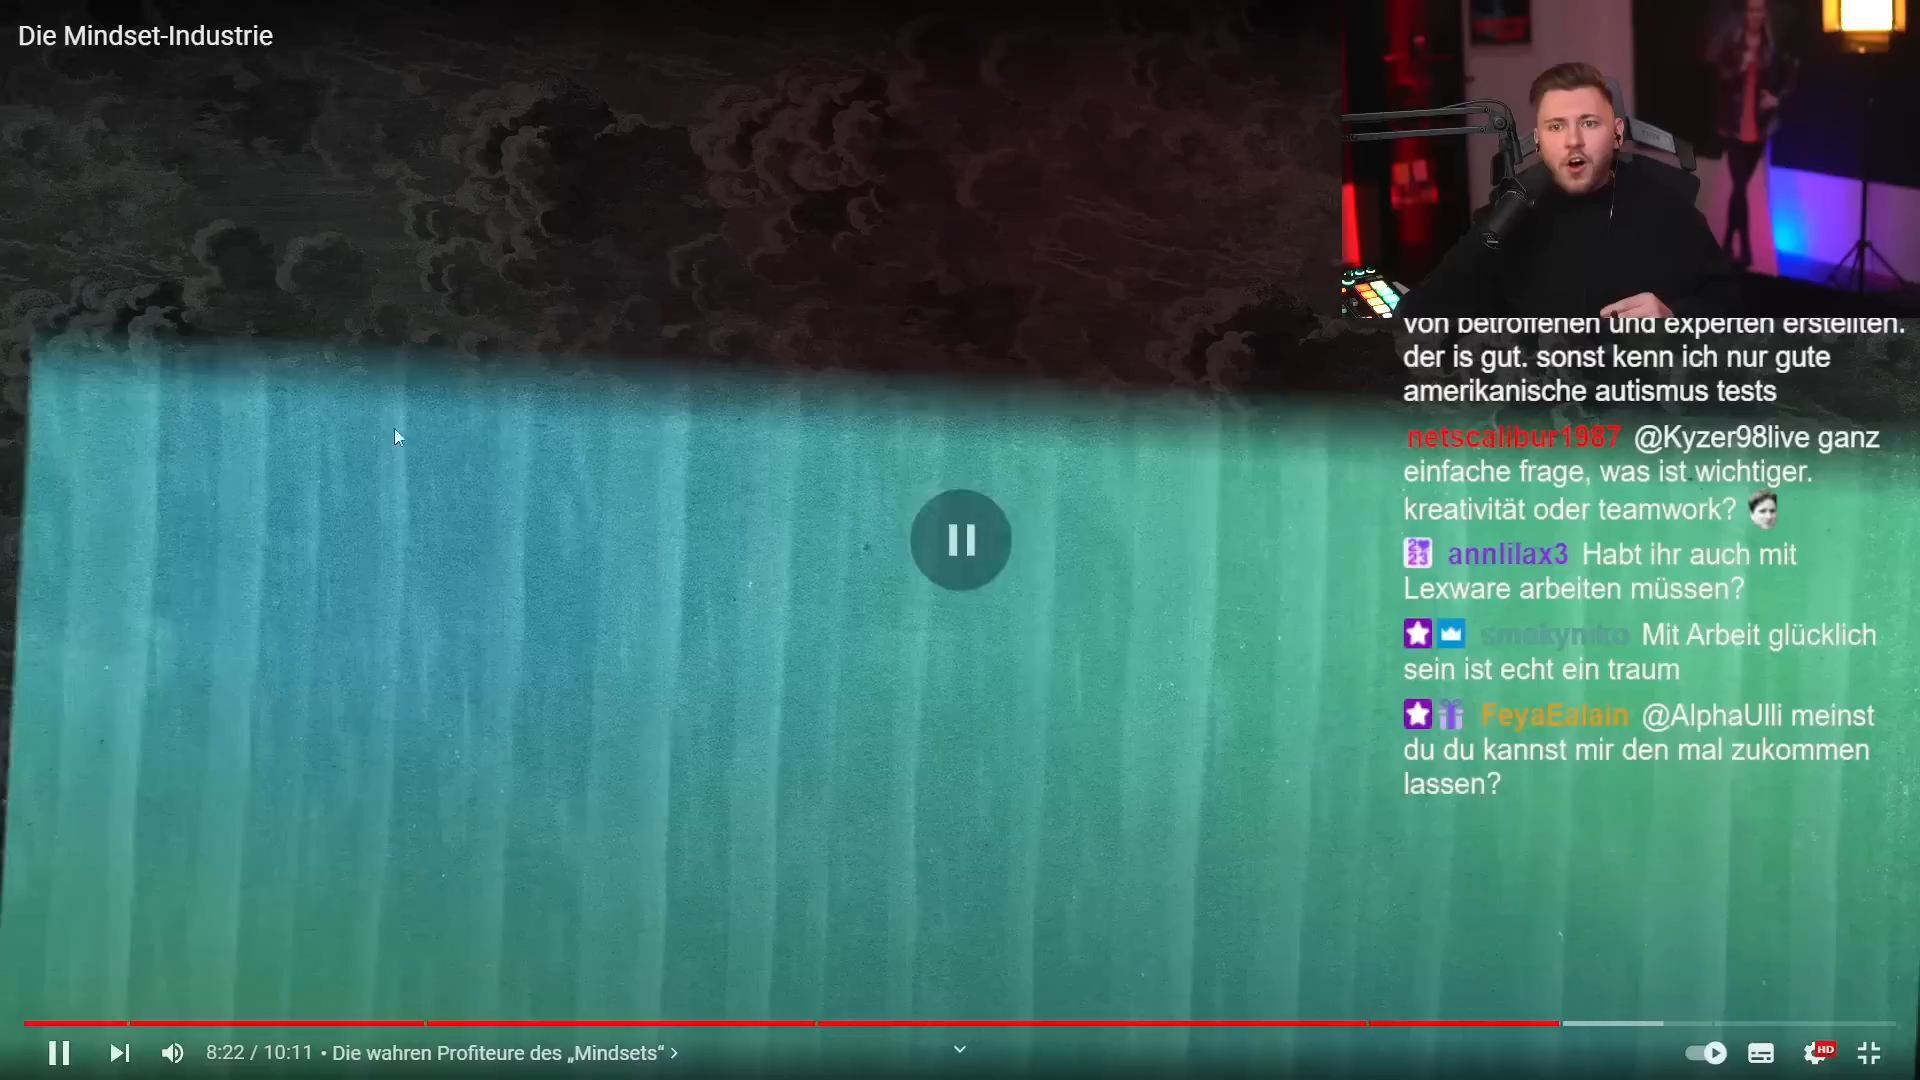 Die Mindset-Industrie
von betroffenen und experten erstellten.
der is gut. sonst kenn ich nur gute
amerikanische autismus tests
netscalibur1987 @Kyzer98live ganz
einfache frage, was ist wichtiger.
kreativität oder teamwork?
annlilax3 Habt ihr auch mit
Lexware arbeiten müssen?
smokyniko Mit Arbeit glücklich
sein ist echt ein traum
FeyaEalain @AlphaUlli meinst
du du kannst mir den mal zukommen
lassen?
8:22 / 10:11 • Die wahren Profiteure des „Mindsets“ ›
HD